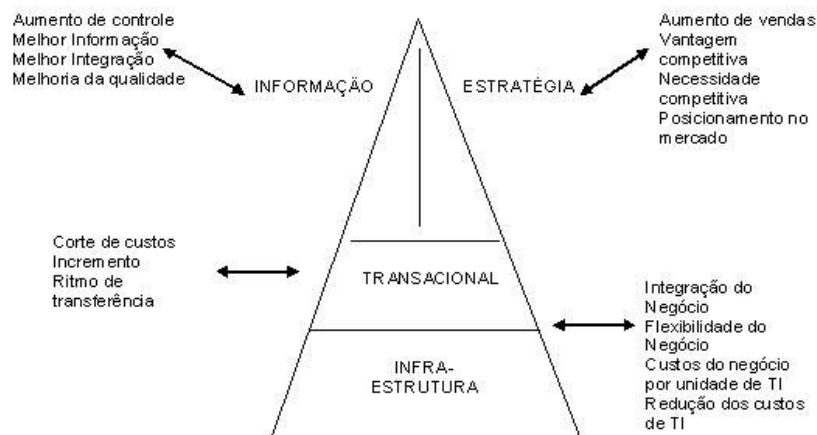 Aumento de controle
Melhor Informação
Melhor Integração
Melhoria da qualidade
INFORMAÇÃO
ESTRATÉGIA
Aumento de vendas
Vantagem
competitiva
Necessidade
competitiva
Posicionamento no
mercado
Corte de custos
Incremento
Ritmo de
transferência
TRANSACIONAL
Integração do
Negócio
Flexibilidade do
Negócio
Custos do negócio
por unidade de TI
Redução dos custos
de TI
INFRA-
ESTRUTURA